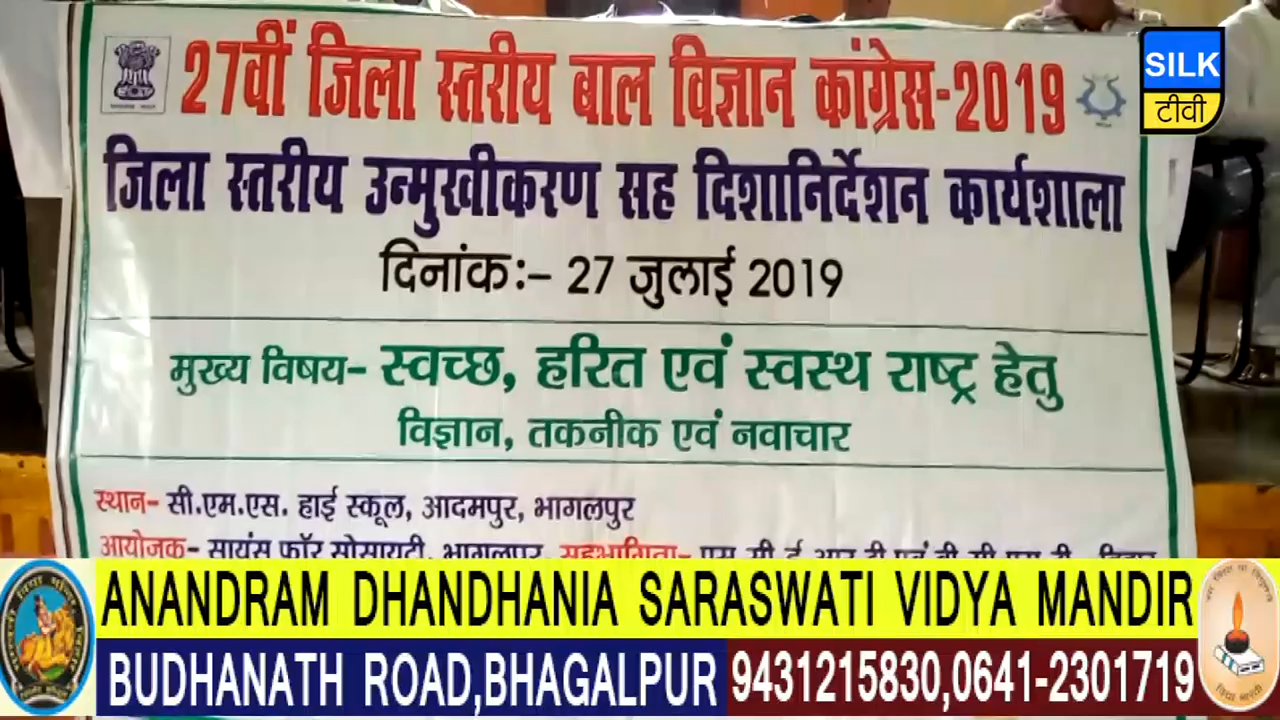 27वीं जिला स्तरीय बाल विज्ञान कांग्रेस-2019
SILK
टीवी
जिला स्तरीय उन्मुखीकरण सह दिशानिर्देशन कार्यशाला
दिनांक:– 27 जुलाई 2019
मुख्य विषय- स्वच्छ, हरित एवं स्वस्थ राष्ट्र हेतु
विज्ञान, तकनीक एवं नवाचार
स्थान- सी.एम.एस. हाई स्कूल, आदमपुर, भागलपुर
आयोजक- सायंस फॉर सोसायटी, भागलपुर, सहभागिता-
ANANDRAM DHANDHANIA SARASWATI VIDYA MANDIR
BUDHANATH ROAD,BHAGALPUR 9431215830,0641-2301719